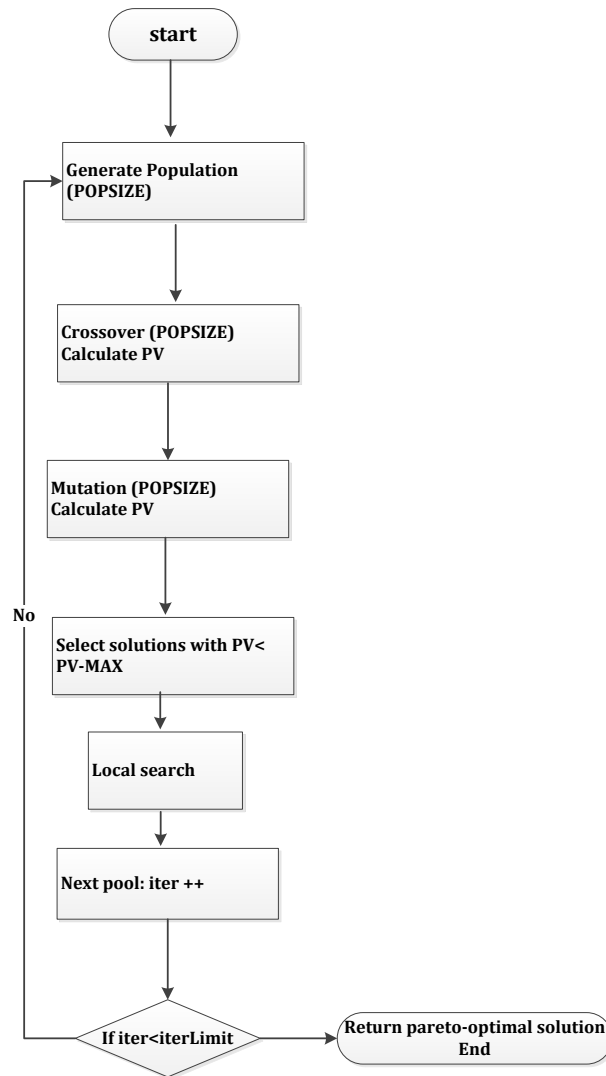 start
Generate Population
(POPSIZE)
Crossover (POPSIZE)
Calculate PV
Mutation (POPSIZE)
Calculate PV
No
Select solutions with PV<
PV-MAX
Local search
Next pool: iter ++
If iter<iterLimit
Return pareto-optimal solution
End